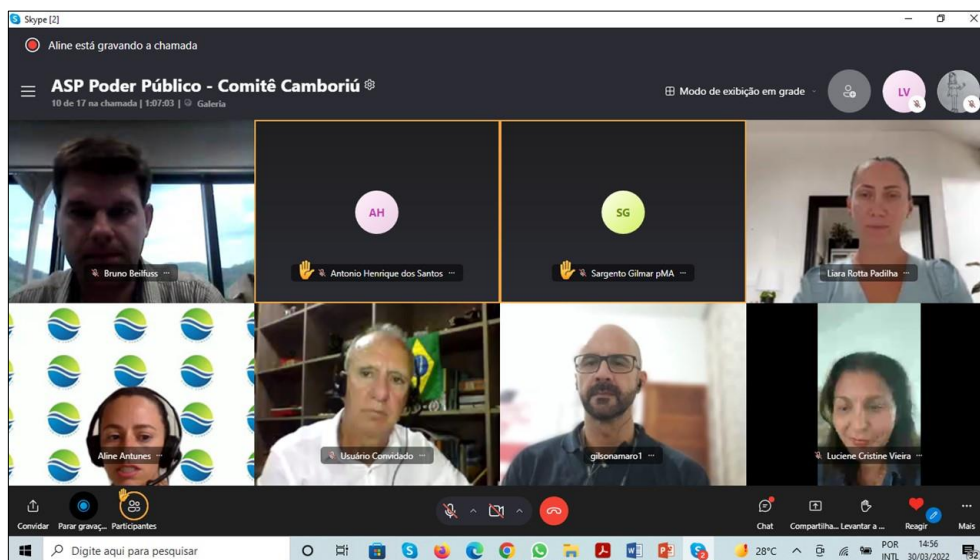 Skype [2]
Aline está gravando a chamada
ASP Poder Público - Comitê Camboriú
10 de 17 na chamada | 1:07:03 | Galeria
Modo de exibição em grade
LV
AH
SG
Bruno Beilfuss ...
Antonio Henrique dos Santos ...
Sargento Gilmar pMA ...
Liara Rotta Padilha ...
Aline Antunes ...
Usuário Convidado ...
gilsonamaro1 ...
Luciene Cristine Vieira ...
Convidar
Parar gravaç...
Participantes
Chat
Compartilha...
Levantar a ...
Reagir
Mais
Digite aqui para pesquisar
28°C
POR
INTL
14:56
30/03/2022